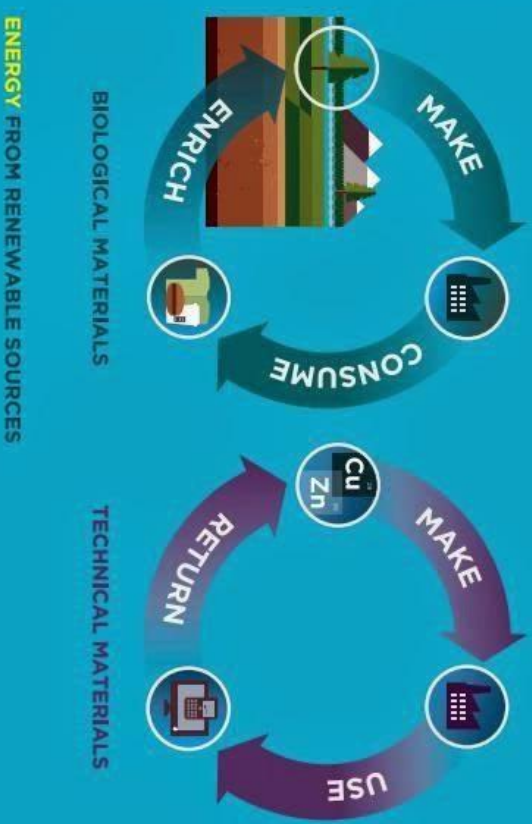 MAKE
CONSUME
ENRICH
BIOLOGICAL MATERIALS
MAKE
USE
RETURN
Cu
Zn
TECHNICAL MATERIALS
ENERGY FROM RENEWABLE SOURCES